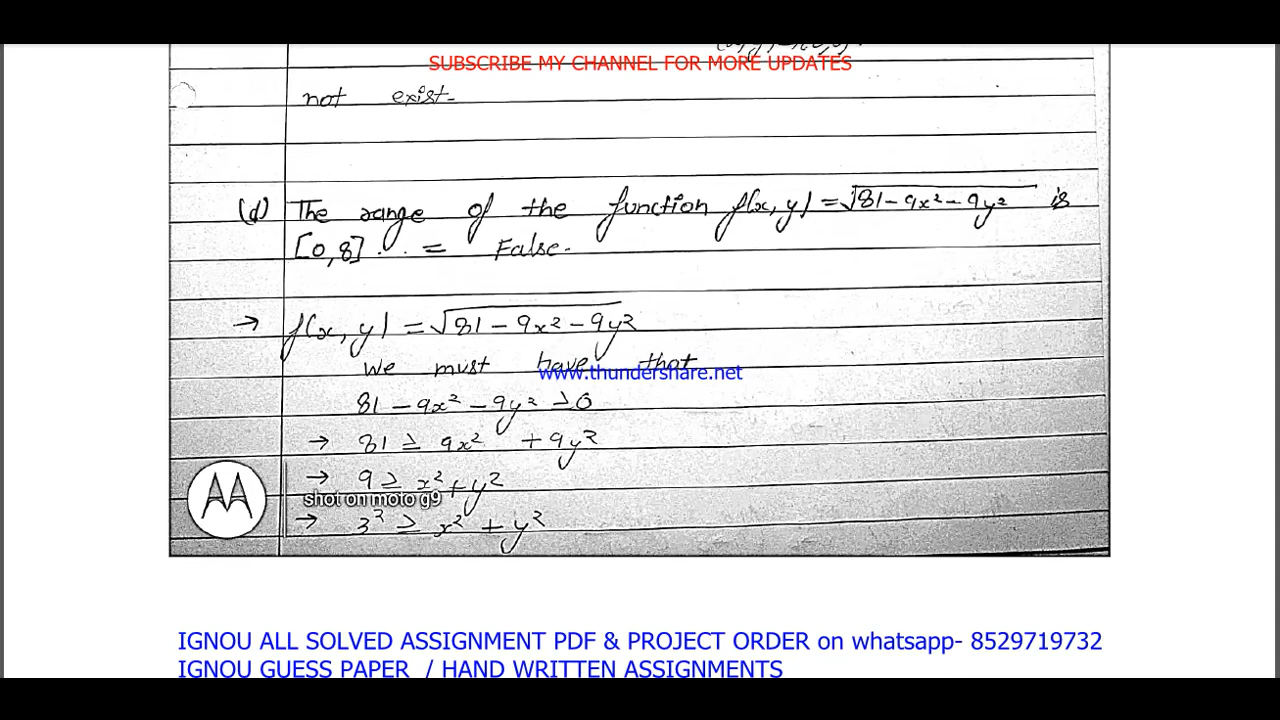 SUBSCRIBE MY CHANNEL FOR MORE UPDATES
not exist.
(d) The range of the function f(x, y) = √81 - 9x² - 9y² is
[0, 8] ... = False.
→ f(x, y) = √81 - 9x² - 9y²
We must have that
www.thundershare.net
81 - 9x² - 9y² ≥ 0
→ 81 ≥ 9x² + 9y²
→ 9 ≥ x² + y²
shot on moto g9
→ 3² ≥ x² + y²
IGNOU ALL SOLVED ASSIGNMENT PDF & PROJECT ORDER on whatsapp- 8529719732
IGNOU GUESS PAPER / HAND WRITTEN ASSIGNMENTS